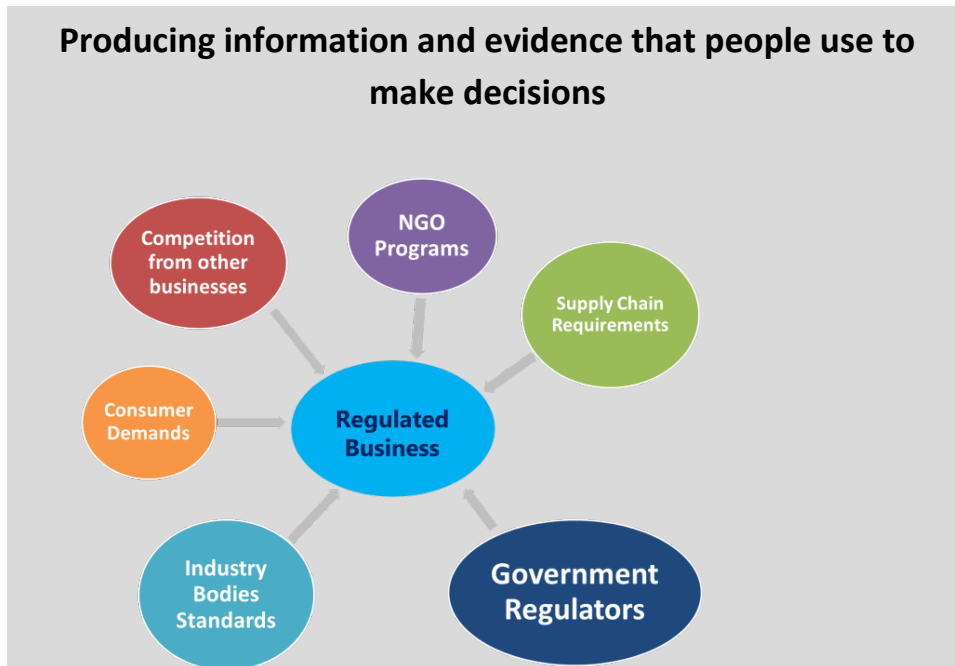 Producing information and evidence that people use to
make decisions
NGO
Programs
Competition
from other
businesses
Supply Chain
Requirements
Consumer
Demands
Regulated
Business
Industry
Bodies
Standards
Government
Regulators